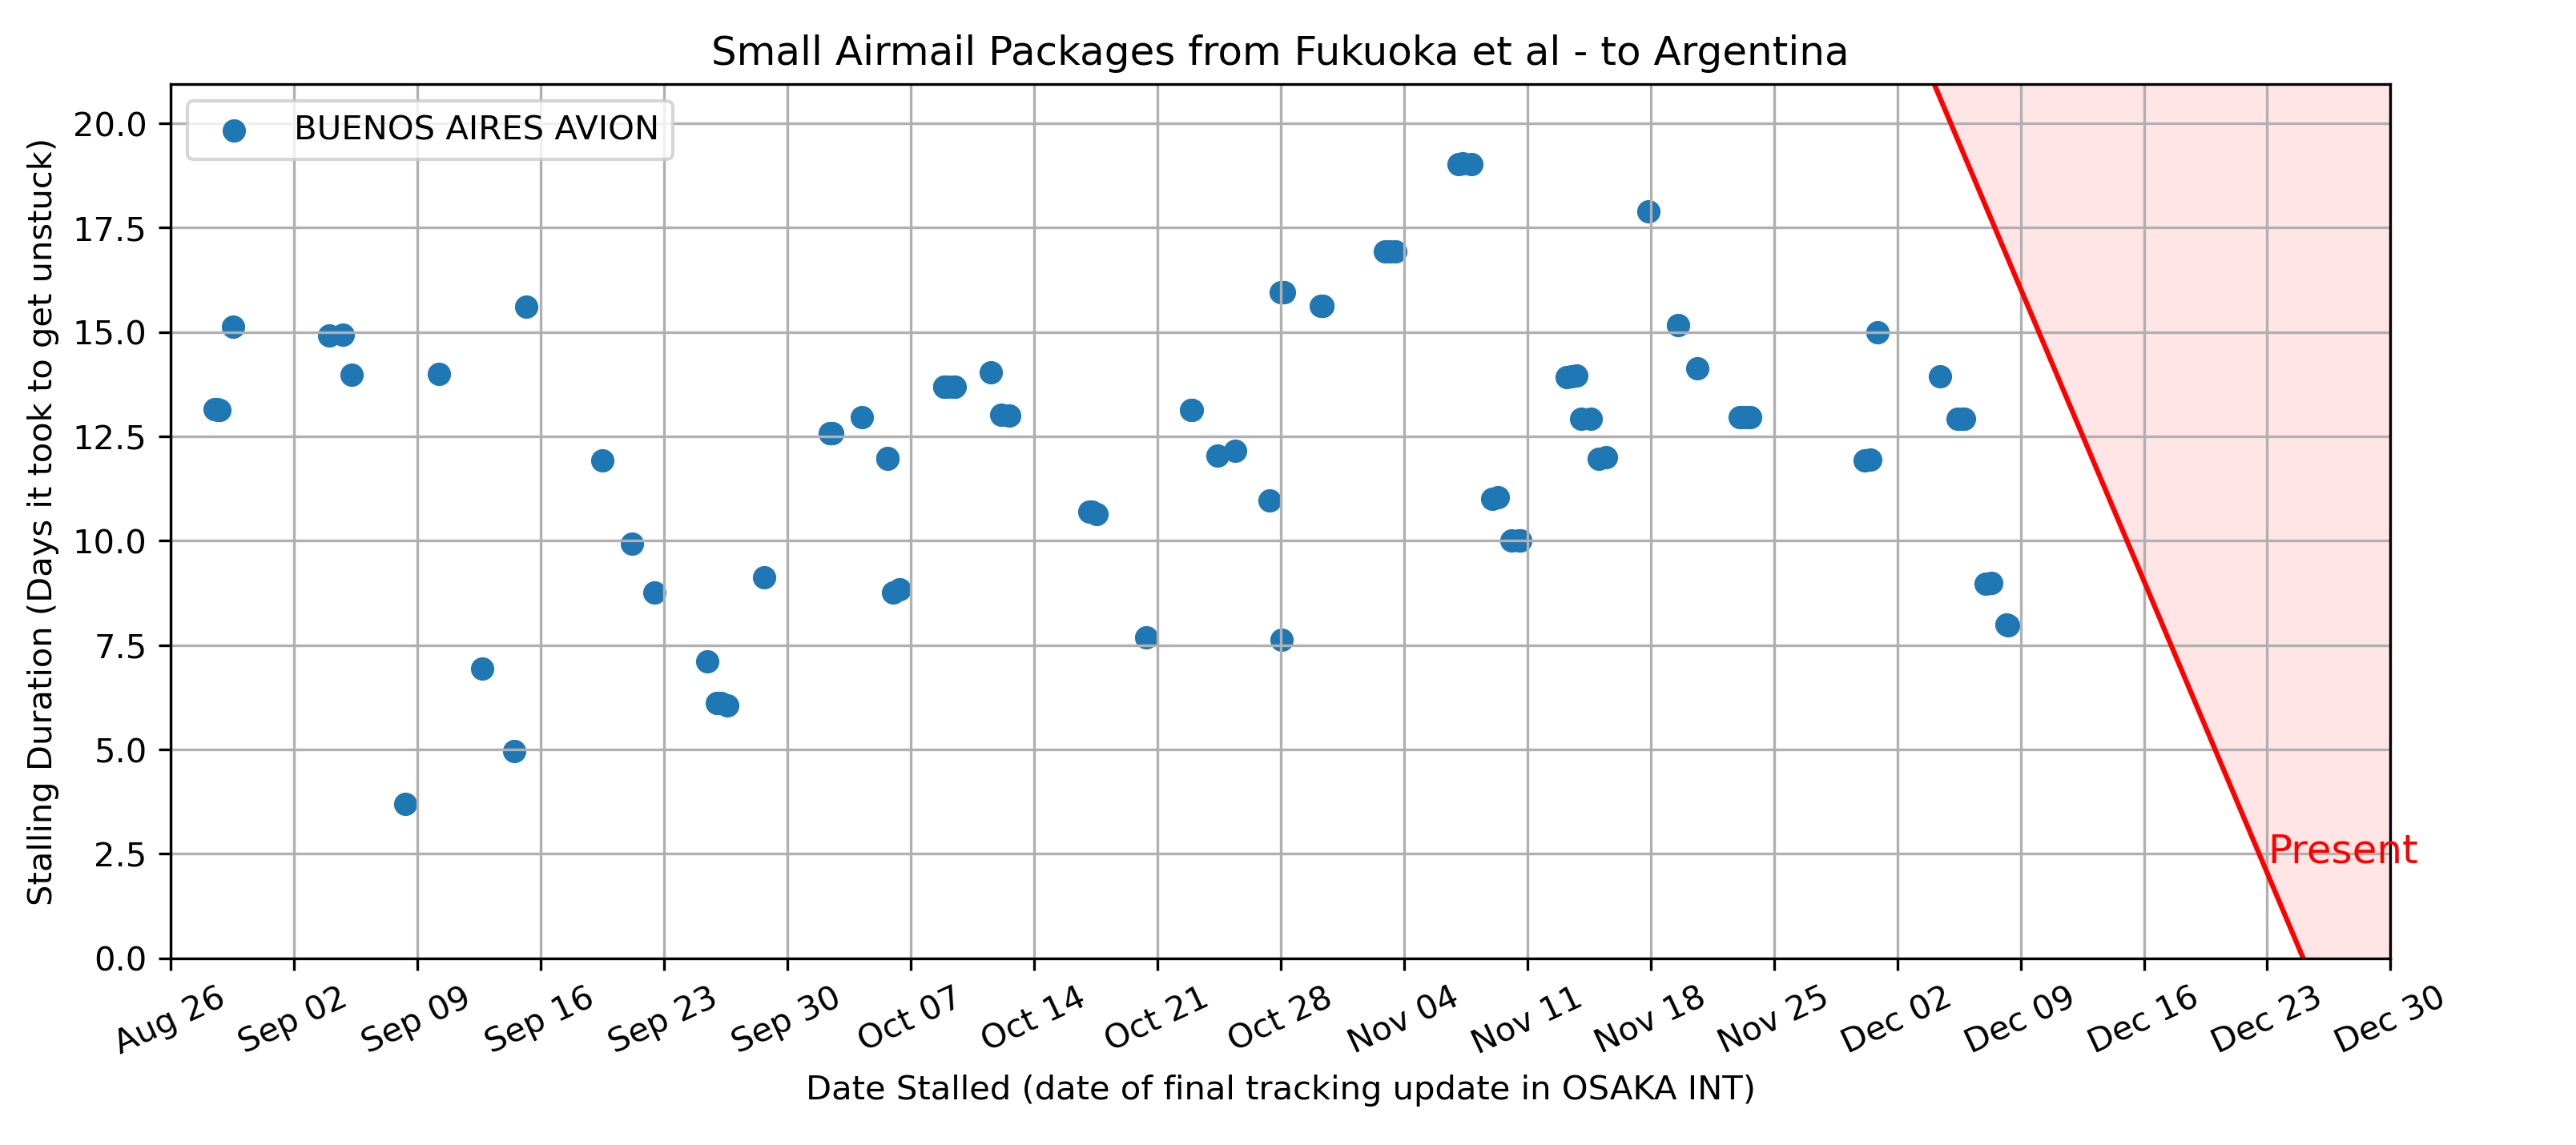 Small Airmail Packages from Fukuoka et al - to Argentina
BUENOS AIRES AVION
Stalling Duration (Days it took to get unstuck)
20.0
17.5
15.0
12.5
10.0
7.5
5.0
2.5
0.0
Present
Aug 26
Sep 02
Sep 09
Sep 16
Sep 23
Sep 30
Oct 07
Oct 14
Oct 21
Oct 28
Nov 04
Nov 11
Nov 18
Nov 25
Dec 02
Dec 09
Dec 16
Dec 23
Dec 30
Date Stalled (date of final tracking update in OSAKA INT)